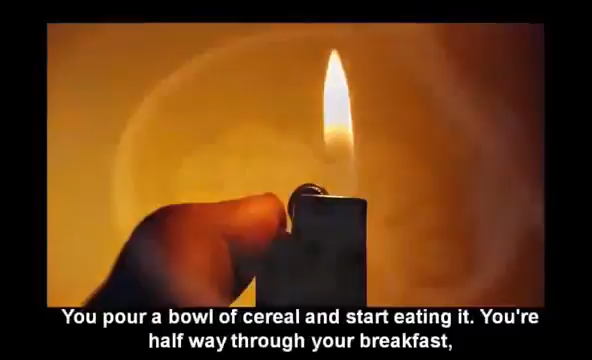 You pour a bowl of cereal and start eating it. You're
half way through your breakfast,